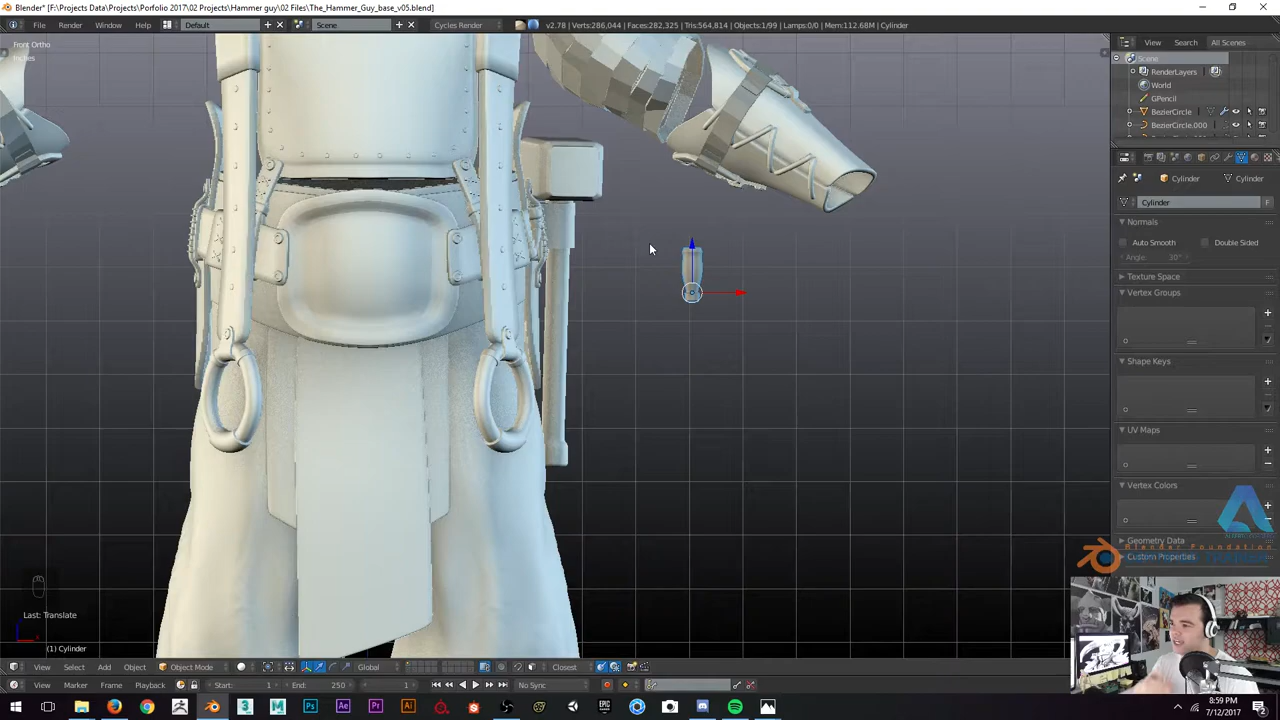 Blender* [F:\Projects Data\Projects\Porfolio 2017\02 Projects\Hammer guy\02 Files\The_Hammer_Guy_base_v05.blend]
File Render Window Help Default Scene Cycles Render v2.78 | Verts:286,044 | Faces:282,325 | Tris:564,814 | Objects:1/99 | Lamps:0/0 | Mem:112.68M | Cylinder
Front Ortho
Inches
View Search All Scenes
Scene
RenderLayers
World
GPencil
BezierCircle
BezierCircle.000
Cylinder Cylinder
Cylinder F
Normals
Auto Smooth Double Sided
Angle: 30°
Texture Space
Vertex Groups
Shape Keys
UV Maps
Vertex Colors
Geometry Data
Blender Foundation
Custom Properties
Last: Translate
(1) Cylinder
View Select Add Object Object Mode Global Closest
View Marker Frame Playback Start: 1 End: 250 1 No Sync
8:59 PM
7/12/2017